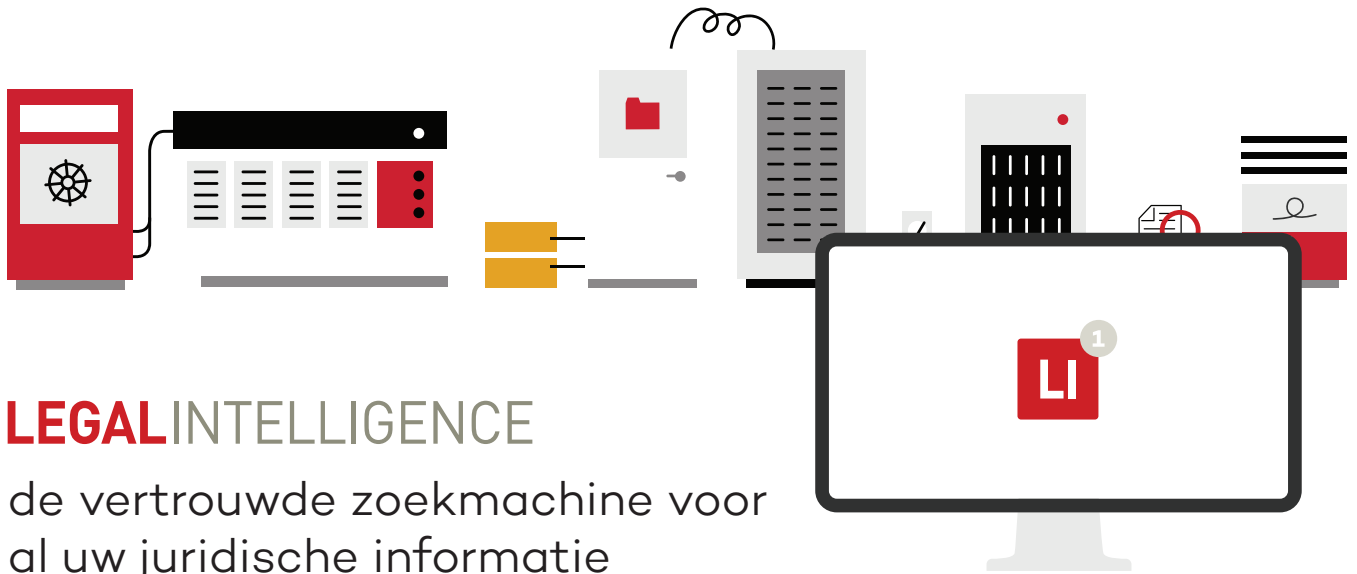 LI
1
LEGALINTELLIGENCE
de vertrouwde zoekmachine voor
al uw juridische informatie